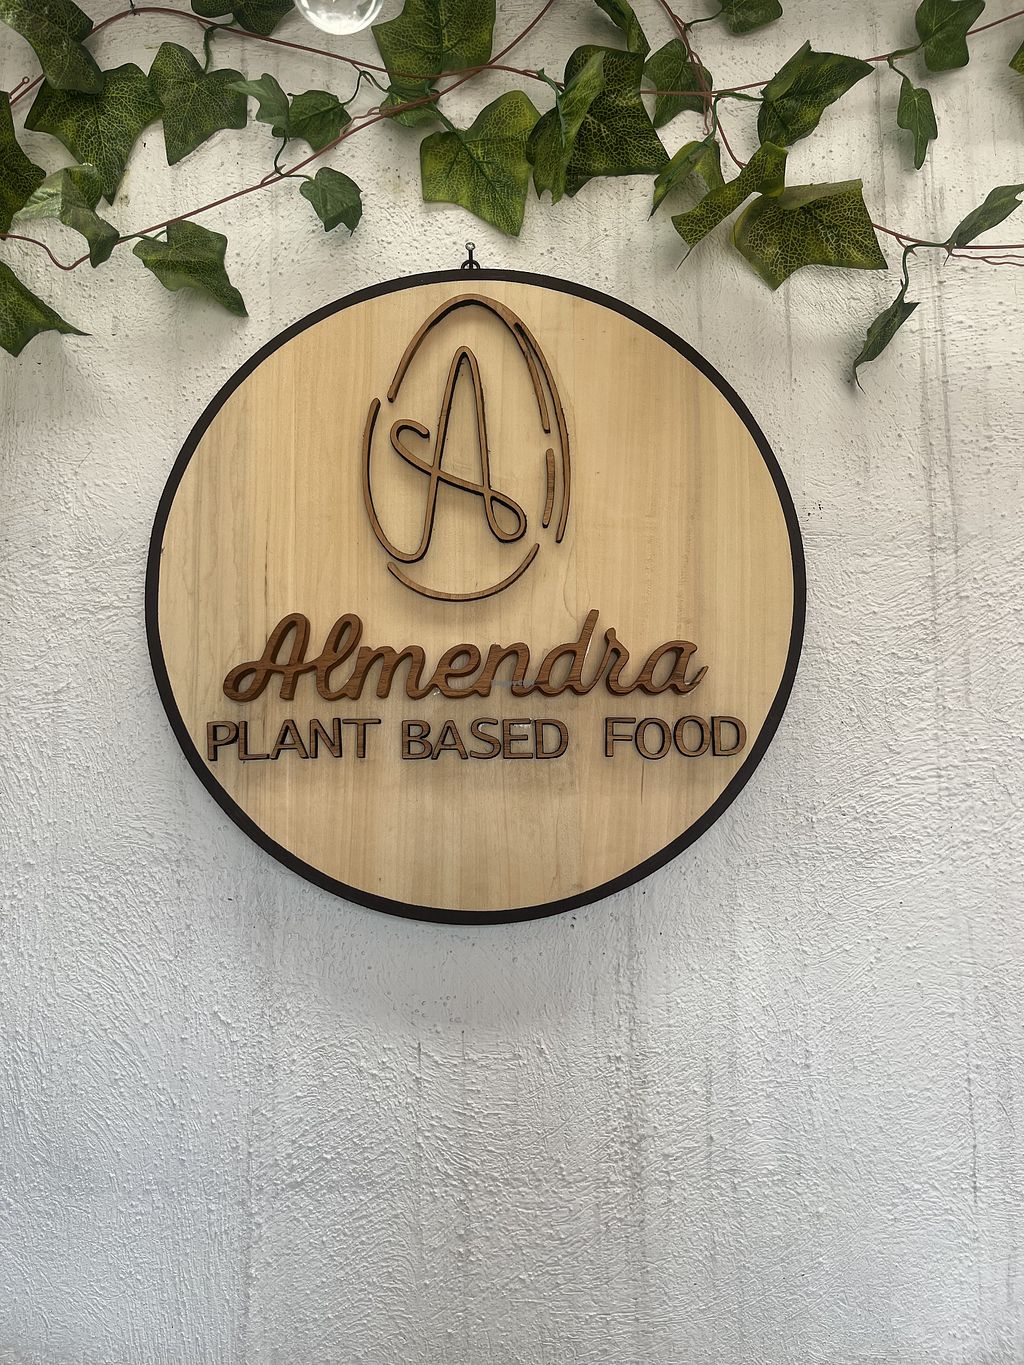 A
Almendra
PLANT BASED FOOD